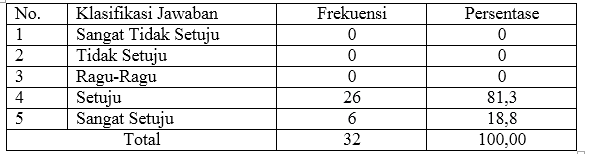 No. Klasifikasi Jawaban Frekuensi Persentase
1 Sangat Tidak Setuju 0 0
2 Tidak Setuju 0 0
3 Ragu-Ragu 0 0
4 Setuju 26 81,3
5 Sangat Setuju 6 18,8
Total 32 100,00